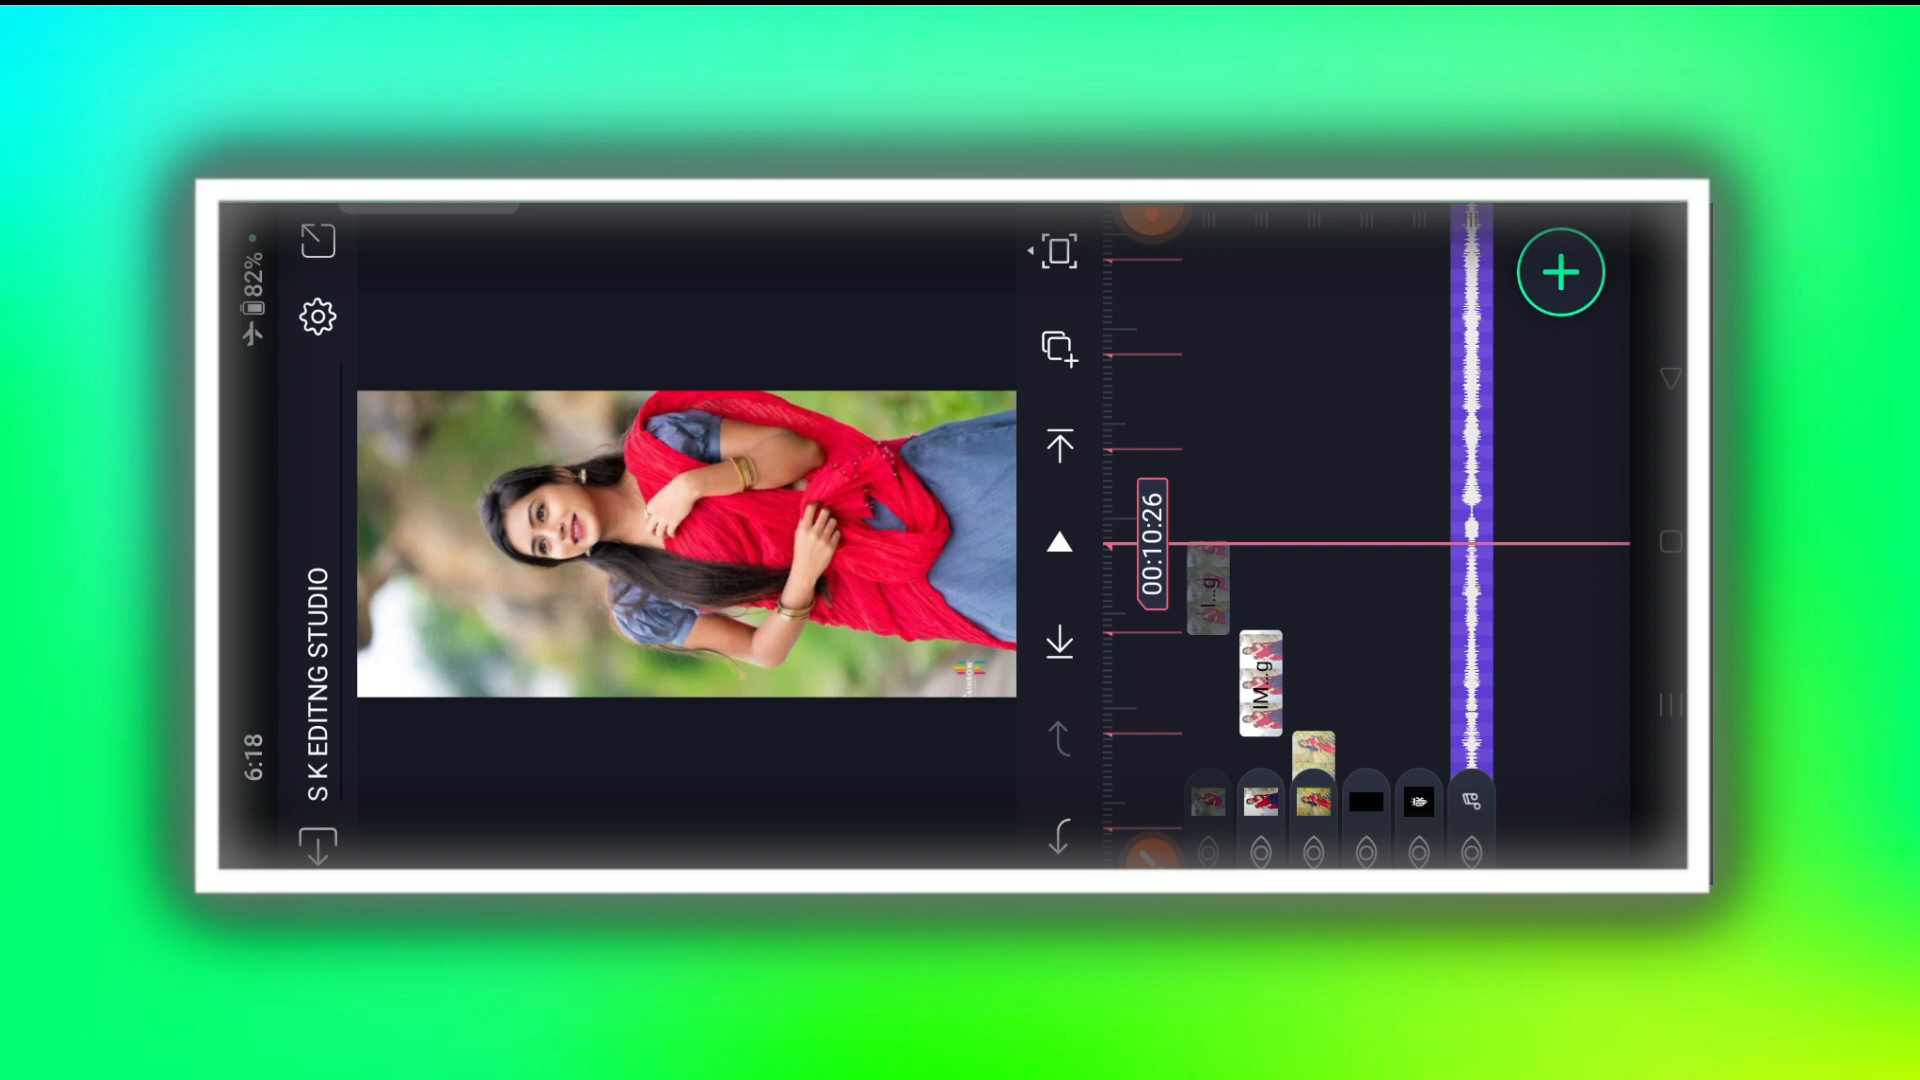 6:18
82%
S K EDITNG STUDIO
00:10:26
I...g
IM...g